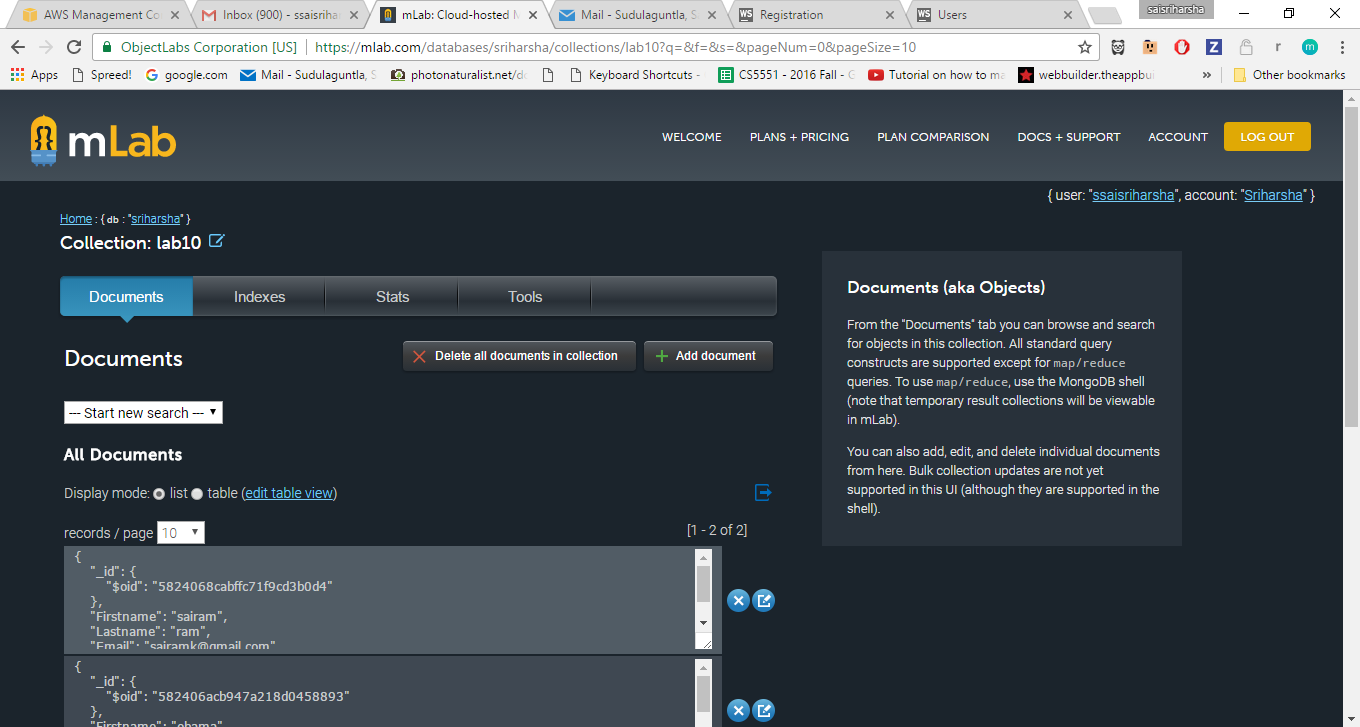 saisriharsha
AWS Management Co
Inbox (900) - ssaisrihar
mLab: Cloud-hosted M
Mail - Sudulaguntla, S
WS Registration
WS Users
ObjectLabs Corporation [US]
https://mlab.com/databases/sriharsha/collections/lab10?q=&f=&s=&pageNum=0&pageSize=10
Apps
Spreed!
google.com
Mail - Sudulaguntla, S
photonaturalist.net/do
Keyboard Shortcuts -
CS5551 - 2016 Fall - G
Tutorial on how to ma
webbuilder.theappbui
»
Other bookmarks
mLab
WELCOME
PLANS + PRICING
PLAN COMPARISON
DOCS + SUPPORT
ACCOUNT
LOG OUT
{ user: "ssaisriharsha", account: "Sriharsha" }
Home : { db : "sriharsha" }
Collection: lab10
Documents
Indexes
Stats
Tools
Documents
Delete all documents in collection
Add document
--- Start new search ---
All Documents
Display mode: list table (edit table view)
records / page 10
[1 - 2 of 2]
{
"_id": {
"$oid": "5824068cabffc71f9cd3b0d4"
},
"Firstname": "sairam",
"Lastname": "ram",
"Email": "sairamk@gmail.com"
{
"_id": {
"$oid": "582406acb947a218d0458893"
},
"Firstname": "obama"
Documents (aka Objects)
From the "Documents" tab you can browse and search
for objects in this collection. All standard query
constructs are supported except for map/reduce
queries. To use map/reduce, use the MongoDB shell
(note that temporary result collections will be viewable
in mLab).
You can also add, edit, and delete individual documents
from here. Bulk collection updates are not yet
supported in this UI (although they are supported in the
shell).